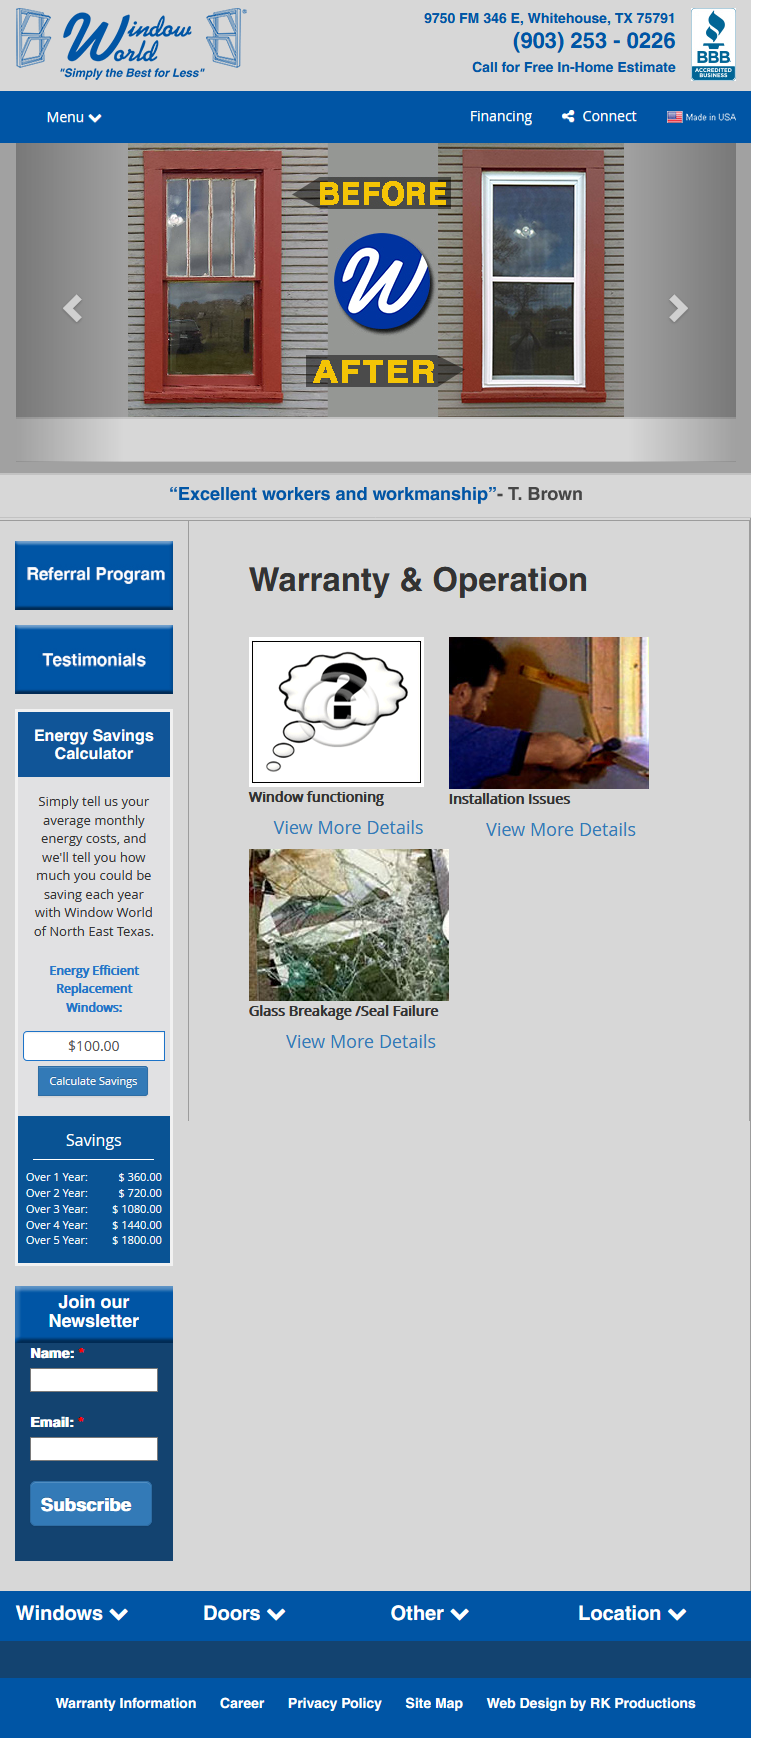 Window
World
®
"Simply the Best for Less"
9750 FM 346 E, Whitehouse, TX 75791
(903) 253 - 0226
Call for Free In-Home Estimate
BBB
ACCREDITED
BUSINESS
Menu
Financing
Connect
Made in USA
BEFORE
W
AFTER
“Excellent workers and workmanship”- T. Brown
Referral Program
Testimonials
Energy Savings
Calculator
Simply tell us your
average monthly
energy costs, and
we'll tell you how
much you could be
saving each year
with Window World
of North East Texas.
Energy Efficient
Replacement
Windows:
$100.00
Calculate Savings
Savings
Over 1 Year: $ 360.00
Over 2 Year: $ 720.00
Over 3 Year: $ 1080.00
Over 4 Year: $ 1440.00
Over 5 Year: $ 1800.00
Join our
Newsletter
Name: *
Email: *
Subscribe
Warranty & Operation
?
Window functioning
View More Details
Installation Issues
View More Details
Glass Breakage /Seal Failure
View More Details
Windows
Doors
Other
Location
Warranty Information
Career
Privacy Policy
Site Map
Web Design by RK Productions